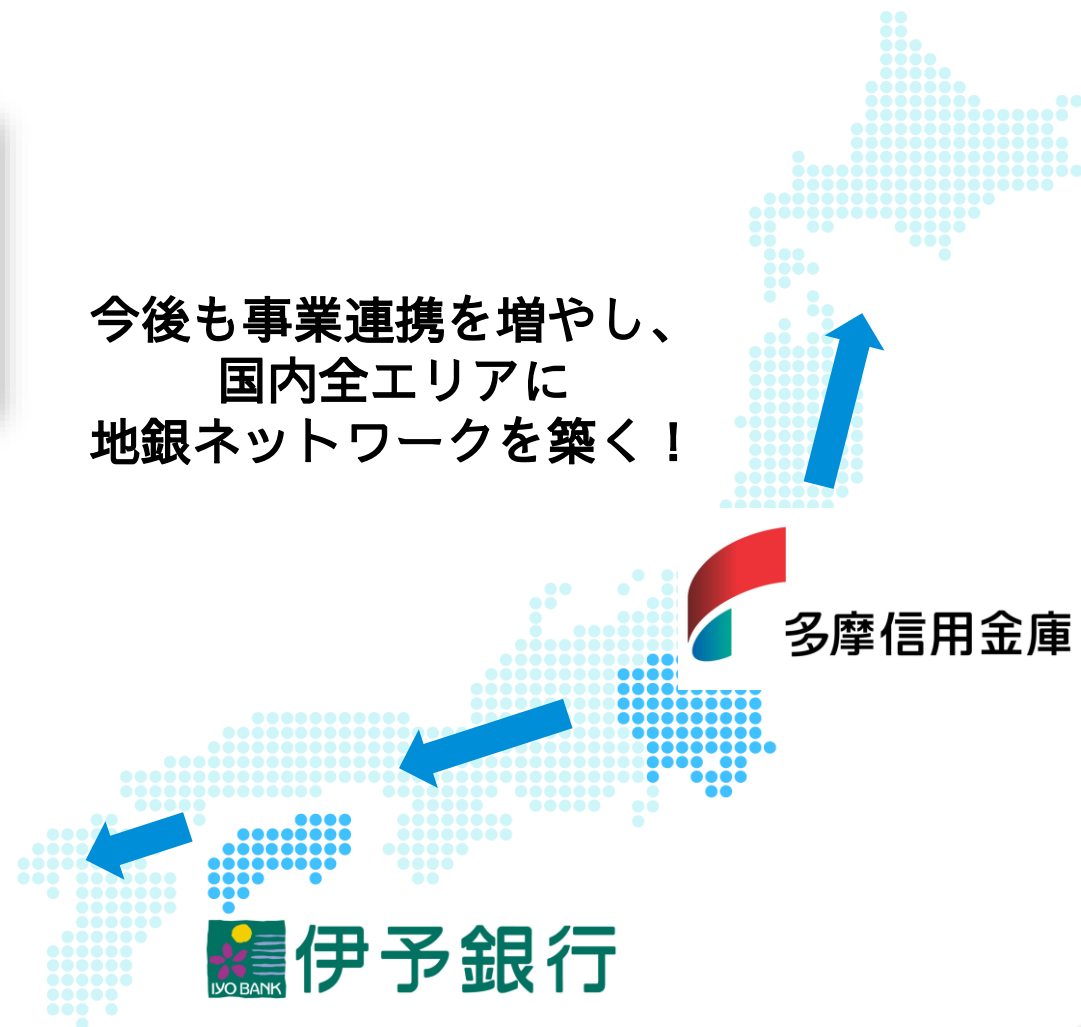 今後も事業連携を増やし、
国内全エリアに
地銀ネットワークを築く！
多摩信用金庫
IYO BANK
伊予銀行